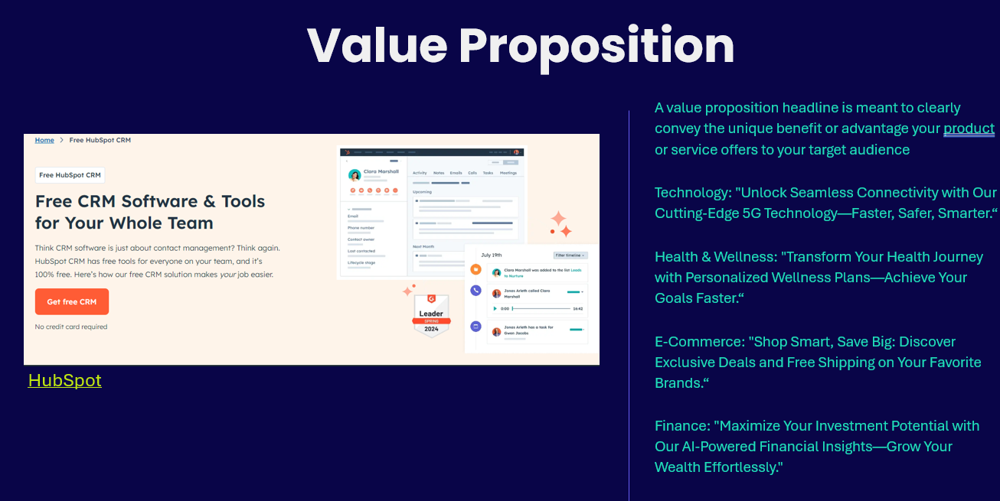 Value Proposition
Home > Free HubSpot CRM
Free HubSpot CRM
Free CRM Software & Tools
for Your Whole Team
Think CRM software is just about contact management? Think again.
HubSpot CRM has free tools for everyone on your team, and it's
100% free. Here's how our free CRM solution makes your job easier.
Get free CRM
No credit card required
Clara Marshall
Email
Phone number
Contact owner
Last contacted
Lifecycle stage
Activity Notes Emails Calls Tasks Meetings
Upcoming
Next Month
July 19th
Filter timeline
Clara Marshall was added to the list Leads
to Nurture
Jonas Arleth called Clara
Marshall
0:00 16:42
Jonas Arleth has a task for
Gwen Jacobs
Leader
SPRING
2024
HubSpot
A value proposition headline is meant to clearly
convey the unique benefit or advantage your product
or service offers to your target audience
Technology: "Unlock Seamless Connectivity with Our
Cutting-Edge 5G Technology—Faster, Safer, Smarter.“
Health & Wellness: "Transform Your Health Journey
with Personalized Wellness Plans—Achieve Your
Goals Faster.“
E-Commerce: "Shop Smart, Save Big: Discover
Exclusive Deals and Free Shipping on Your Favorite
Brands.“
Finance: "Maximize Your Investment Potential with
Our AI-Powered Financial Insights—Grow Your
Wealth Effortlessly."